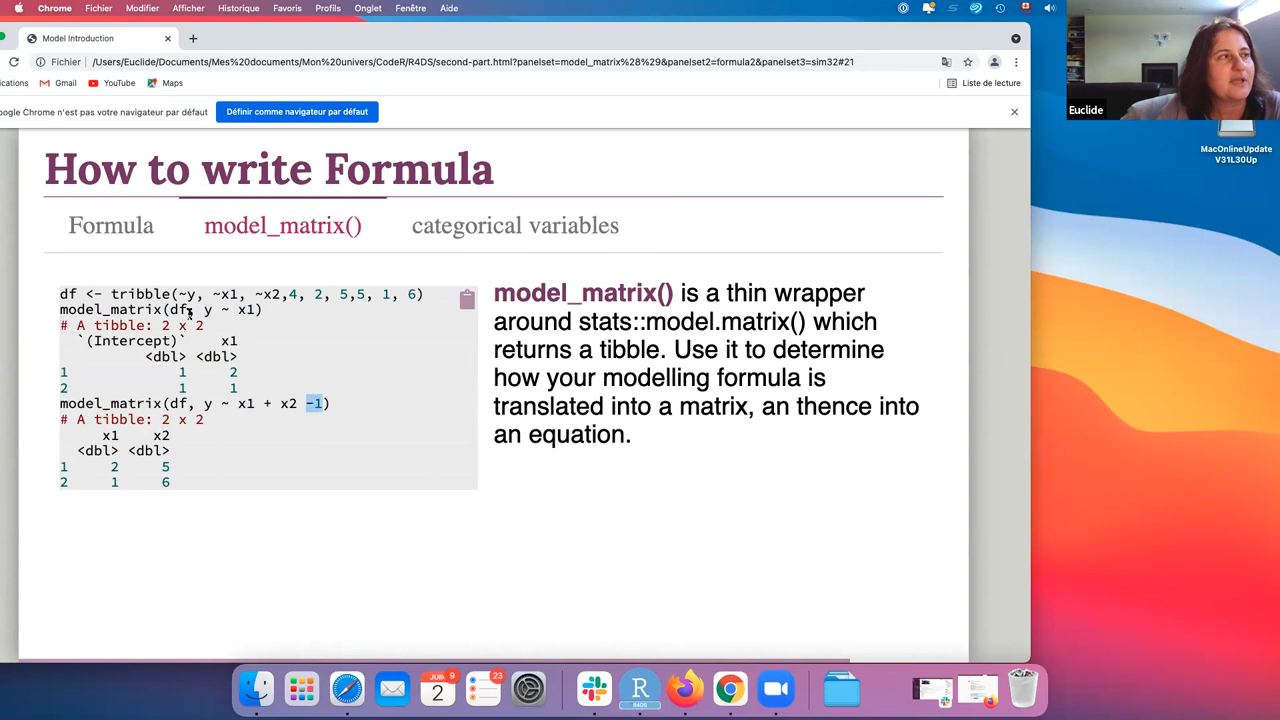 Chrome Fichier Modifier Afficher Historique Favoris Profils Onglet Fenêtre Aide
Model Introduction
Fichier /Users/Euclide/Documents/Mes%20documents/Mon%20univers/CodeR/R4DS/second-part.html?panelset=model_matrix%28%29&panelset2=formula2&panelset3=sim32#21
ications Gmail YouTube Maps Liste de lecture
oogle Chrome n'est pas votre navigateur par défaut Définir comme navigateur par défaut
Euclide
MacOnlineUpdate
V31L30Up
How to write Formula
Formula model_matrix() categorical variables
df <- tribble(~y, ~x1, ~x2,4, 2, 5,5, 1, 6)
model_matrix(df, y ~ x1)
# A tibble: 2 x 2
`(Intercept)` x1
<dbl> <dbl>
1 1 2
2 1 1
model_matrix(df, y ~ x1 + x2 -1)
# A tibble: 2 x 2
x1 x2
<dbl> <dbl>
1 2 5
2 1 6
model_matrix() is a thin wrapper
around stats::model.matrix() which
returns a tibble. Use it to determine
how your modelling formula is
translated into a matrix, an thence into
an equation.
JUIN 9
2
23
R
R4DS